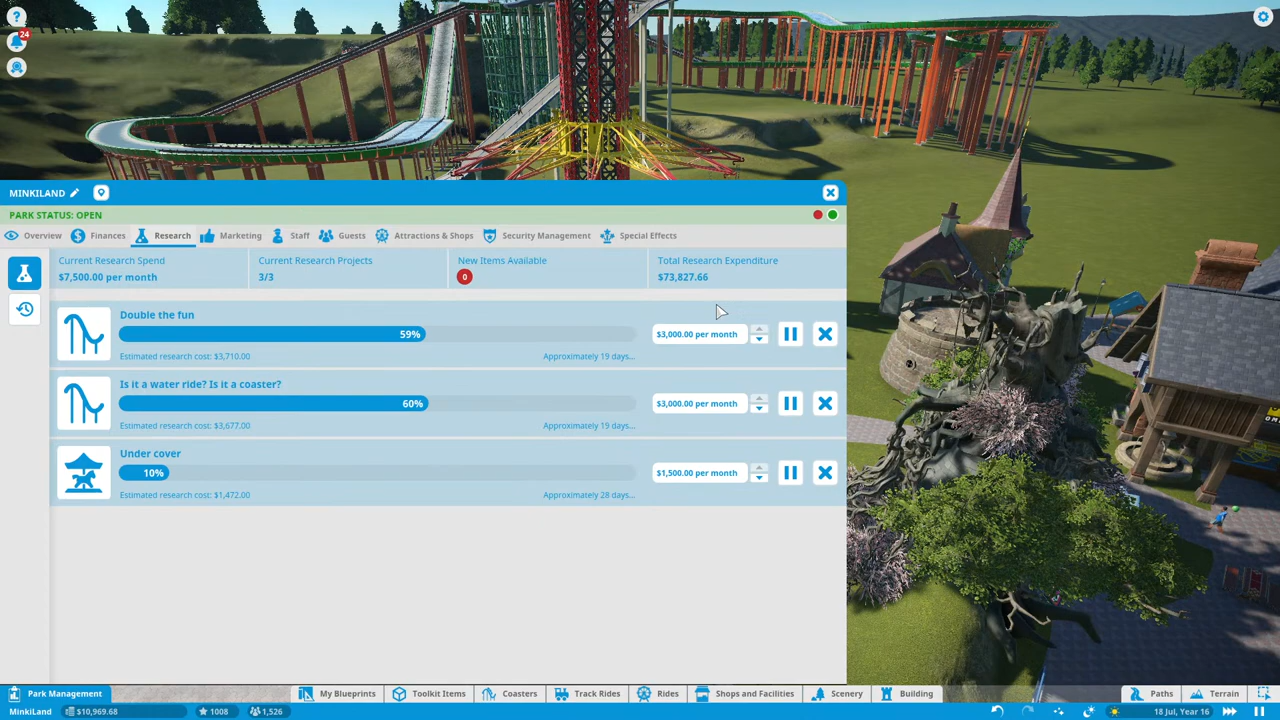 ?
24
MINKILAND
PARK STATUS: OPEN
Overview Finances Research Marketing Staff Guests Attractions & Shops Security Management Special Effects
Current Research Spend Current Research Projects New Items Available Total Research Expenditure
$7,500.00 per month 3/3 0 $73,827.66
Double the fun
59% $3,000.00 per month
Estimated research cost: $3,710.00 Approximately 19 days...
Is it a water ride? Is it a coaster?
60% $3,000.00 per month
Estimated research cost: $3,677.00 Approximately 19 days...
Under cover
10% $1,500.00 per month
Estimated research cost: $1,472.00 Approximately 28 days...
Park Management My Blueprints Toolkit Items Coasters Track Rides Rides Shops and Facilities Scenery Building Paths Terrain
MinkiLand $10,969.68 1008 1,526 18 Jul, Year 16